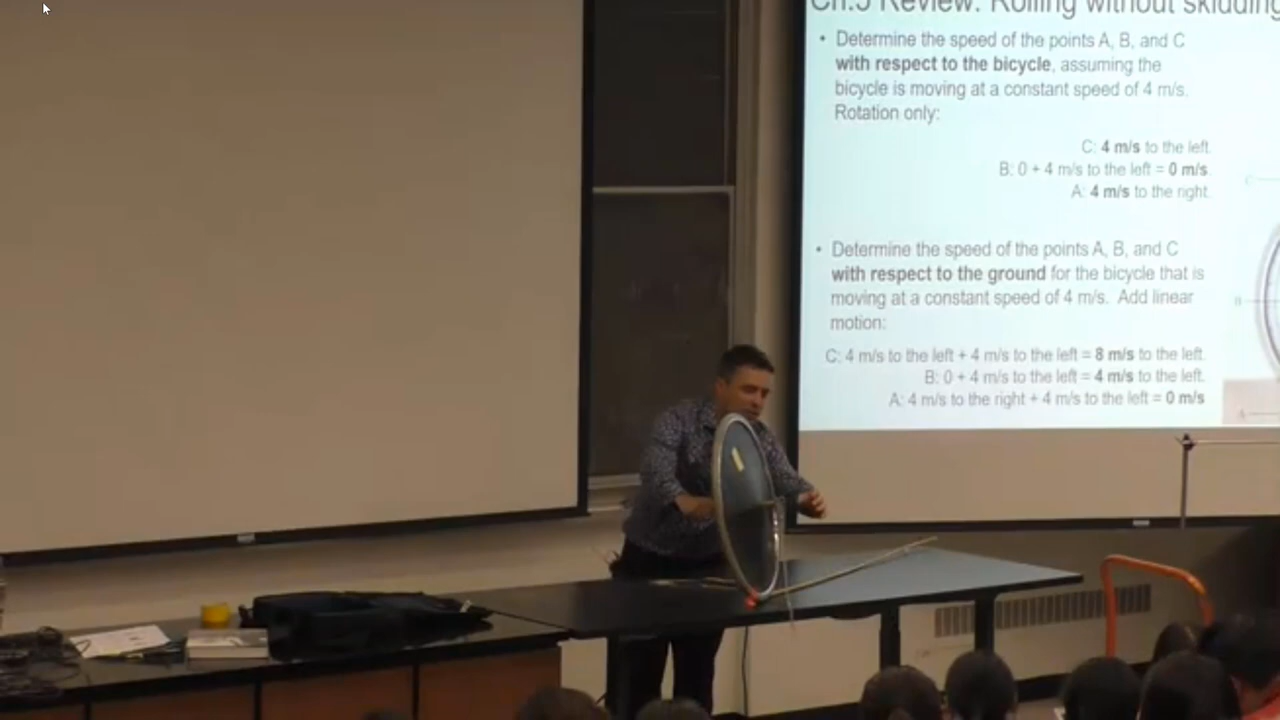 Ch.5 Review: Rolling without skidding
• Determine the speed of the points A, B, and C
with respect to the bicycle, assuming the
bicycle is moving at a constant speed of 4 m/s.
Rotation only:
C: 4 m/s to the left.
B: 0 + 4 m/s to the left = 0 m/s.
A: 4 m/s to the right.
• Determine the speed of the points A, B, and C
with respect to the ground for the bicycle that is
moving at a constant speed of 4 m/s. Add linear
motion:
C: 4 m/s to the left + 4 m/s to the left = 8 m/s to the left.
B: 0 + 4 m/s to the left = 4 m/s to the left.
A: 4 m/s to the right + 4 m/s to the left = 0 m/s
C
B
A